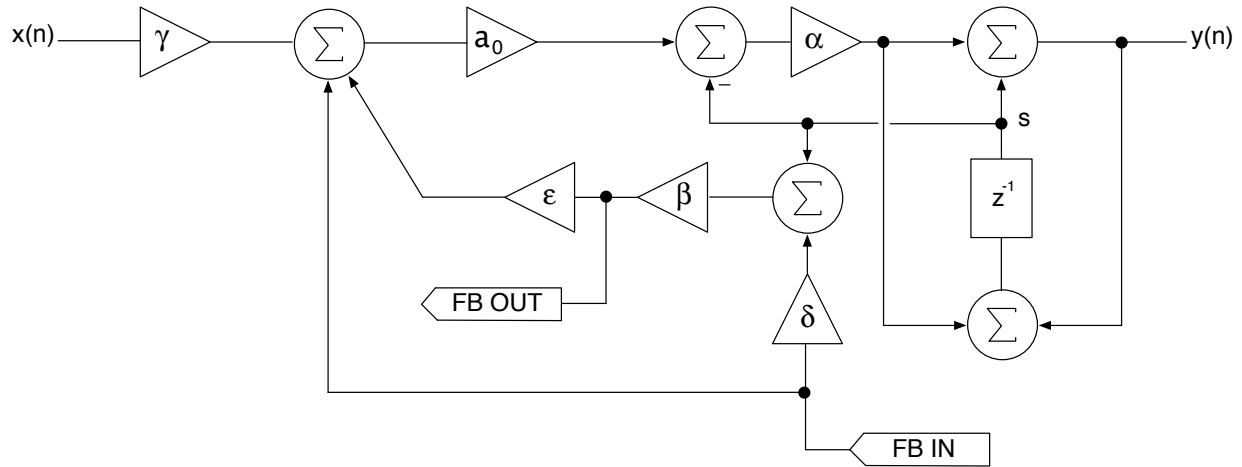 x(n)
γ
Σ
a₀
Σ
α
Σ
y(n)
−
s
ε
β
Σ
z⁻¹
FB OUT
δ
Σ
FB IN